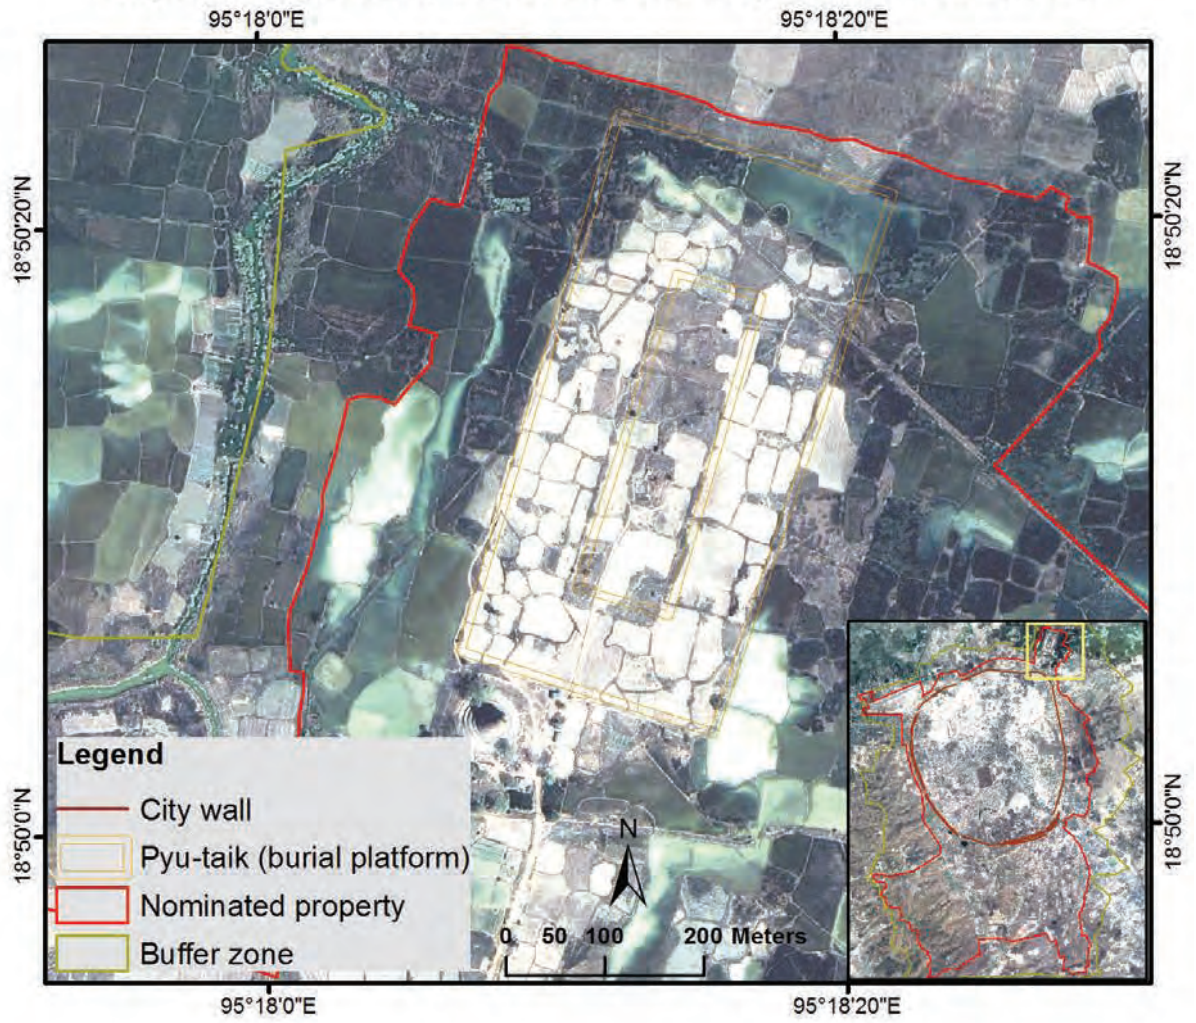 95°18'0"E 95°18'20"E
18°50'20"N 18°50'20"N
Legend
City wall
Pyu-taik (burial platform)
Nominated property
Buffer zone
N
0 50 100 200 Meters
18°50'0"N 18°50'0"N
95°18'0"E 95°18'20"E